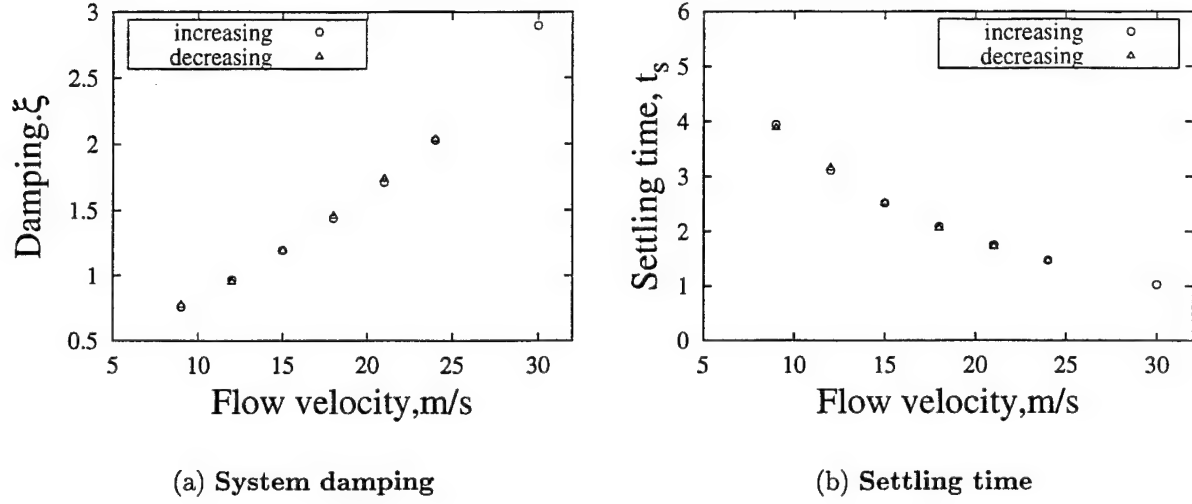 3
2.5
2
1.5
1
0.5
5
10
15
20
25
30
increasing
decreasing
Damping.ξ
Flow velocity,m/s
(a) System damping
6
5
4
3
2
1
0
5
10
15
20
25
30
increasing
decreasing
Settling time, t_s
Flow velocity,m/s
(b) Settling time